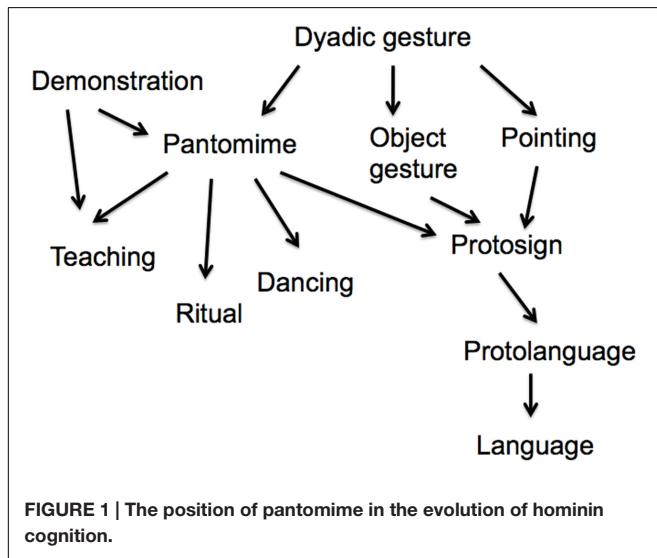 Dyadic gesture
Demonstration
Pantomime
Object
gesture
Pointing
Teaching
Ritual
Dancing
Protosign
Protolanguage
Language
FIGURE 1 | The position of pantomime in the evolution of hominin
cognition.